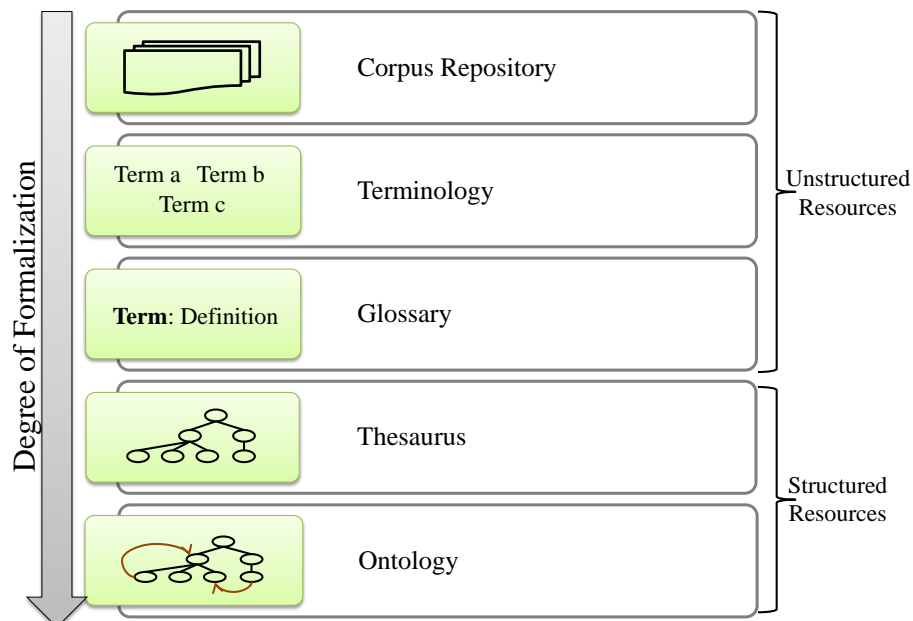 Degree of Formalization
Corpus Repository
Term a Term b
Term c
Terminology
Term: Definition
Glossary
Unstructured
Resources
Thesaurus
Ontology
Structured
Resources